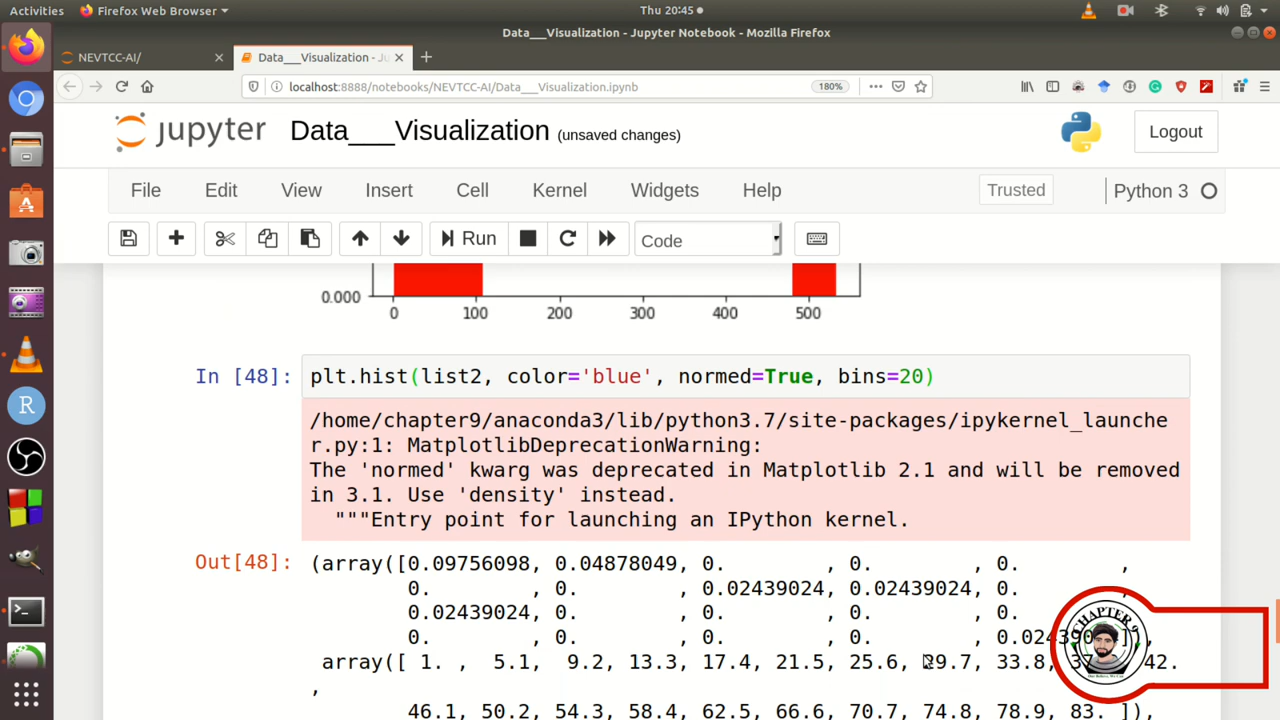 Activities Firefox Web Browser Thu 20:45
Data___Visualization - Jupyter Notebook - Mozilla Firefox
NEVTCC-AI/ Data___Visualization - Ju
localhost:8888/notebooks/NEVTCC-AI/Data___Visualization.ipynb 180%
Jupyter Data___Visualization (unsaved changes) Logout
File Edit View Insert Cell Kernel Widgets Help Trusted Python 3
Run Code
0.000
0 100 200 300 400 500
In [48]: plt.hist(list2, color='blue', normed=True, bins=20)
/home/chapter9/anaconda3/lib/python3.7/site-packages/ipykernel_launche
r.py:1: MatplotlibDeprecationWarning:
The 'normed' kwarg was deprecated in Matplotlib 2.1 and will be removed
in 3.1. Use 'density' instead.
"""Entry point for launching an IPython kernel.
Out[48]: (array([0.09756098, 0.04878049, 0. , 0. , 0. ,
0. , 0. , 0.02439024, 0.02439024, 0.
0.02439024, 0. , 0. , 0.
0. , 0. , 0. , 0. ,
array([ 1. , 5.1, 9.2, 13.3, 17.4, 21.5, 25.6, 29.7, 33.8, 42.
,
46.1, 50.2, 54.3, 58.4, 62.5, 66.6, 70.7, 74.8, 78.9, 83. ]),
CHAPTER 9